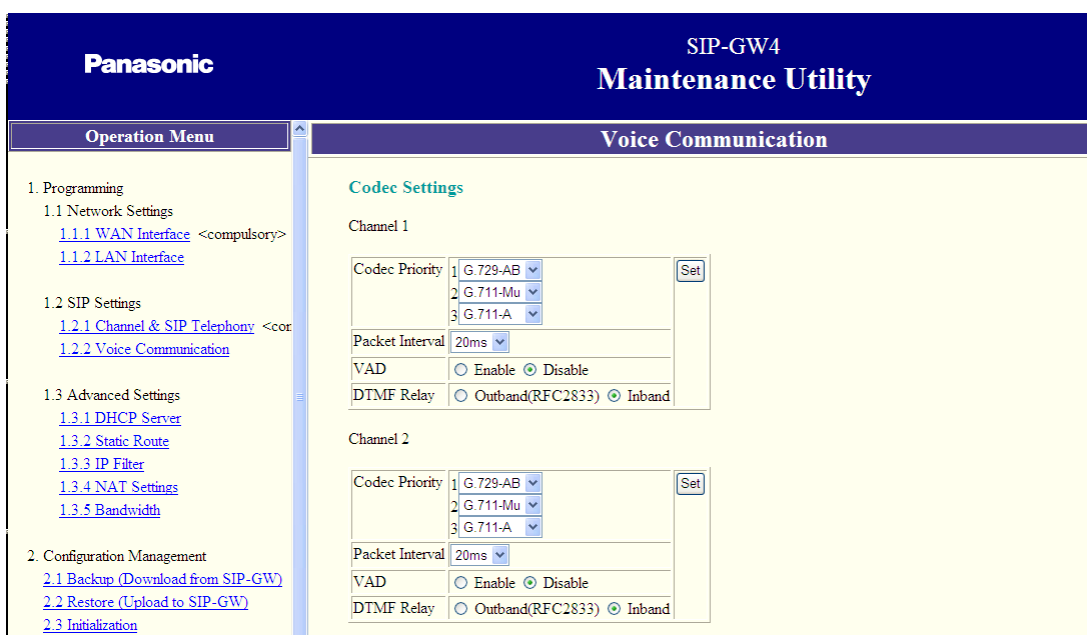 Panasonic
SIP-GW4
Maintenance Utility
Operation Menu
1. Programming
1.1 Network Settings
1.1.1 WAN Interface <compulsory>
1.1.2 LAN Interface
1.2 SIP Settings
1.2.1 Channel & SIP Telephony <cor
1.2.2 Voice Communication
1.3 Advanced Settings
1.3.1 DHCP Server
1.3.2 Static Route
1.3.3 IP Filter
1.3.4 NAT Settings
1.3.5 Bandwidth
2. Configuration Management
2.1 Backup (Download from SIP-GW)
2.2 Restore (Upload to SIP-GW)
2.3 Initialization
Voice Communication
Codec Settings
Channel 1
Codec Priority 1 G.729-AB Set
2 G.711-Mu
3 G.711-A
Packet Interval 20ms
VAD Enable Disable
DTMF Relay Outband(RFC2833) Inband
Channel 2
Codec Priority 1 G.729-AB Set
2 G.711-Mu
3 G.711-A
Packet Interval 20ms
VAD Enable Disable
DTMF Relay Outband(RFC2833) Inband